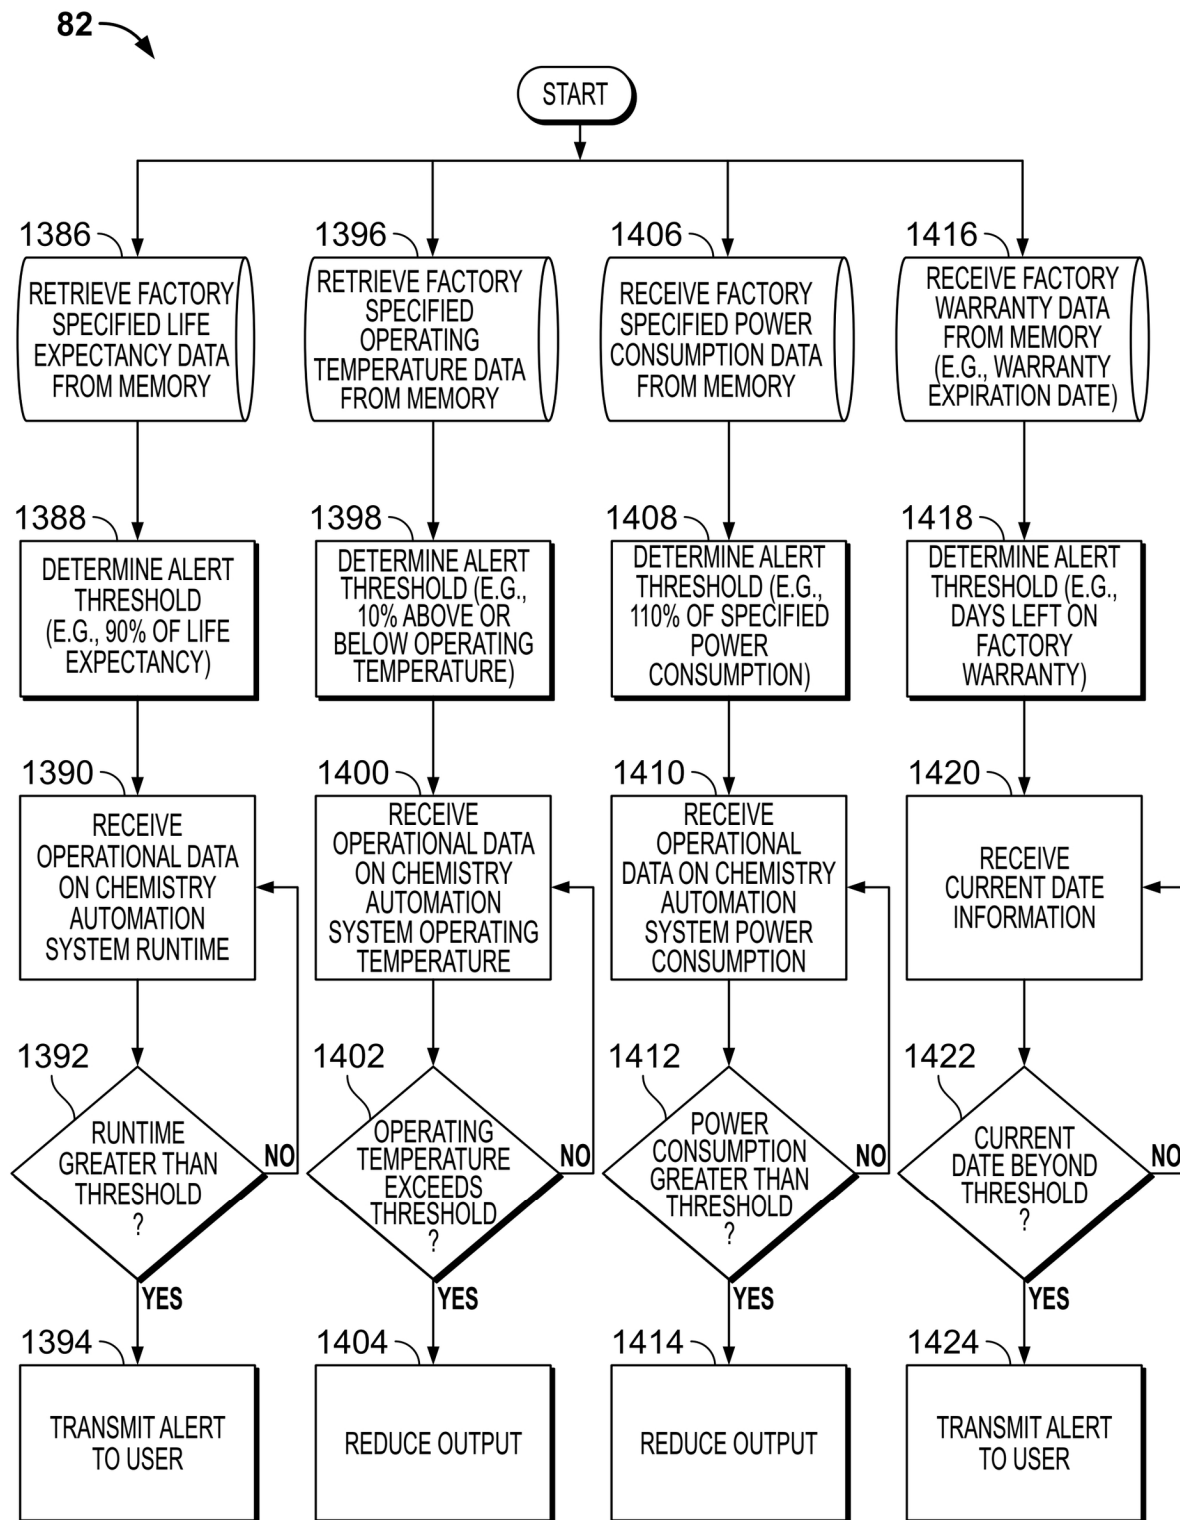 82
START
1386
RETRIEVE FACTORY
SPECIFIED LIFE
EXPECTANCY DATA
FROM MEMORY
1396
RETRIEVE FACTORY
SPECIFIED
OPERATING
TEMPERATURE DATA
FROM MEMORY
1406
RECEIVE FACTORY
SPECIFIED POWER
CONSUMPTION DATA
FROM MEMORY
1416
RECEIVE FACTORY
WARRANTY DATA
FROM MEMORY
(E.G., WARRANTY
EXPIRATION DATE)
1388
DETERMINE ALERT
THRESHOLD
(E.G., 90% OF LIFE
EXPECTANCY)
1398
DETERMINE ALERT
THRESHOLD (E.G.,
10% ABOVE OR
BELOW OPERATING
TEMPERATURE)
1408
DETERMINE ALERT
THRESHOLD (E.G.,
110% OF SPECIFIED
POWER
CONSUMPTION)
1418
DETERMINE ALERT
THRESHOLD (E.G.,
DAYS LEFT ON
FACTORY
WARRANTY)
1390
RECEIVE
OPERATIONAL DATA
ON CHEMISTRY
AUTOMATION
SYSTEM RUNTIME
1400
RECEIVE
OPERATIONAL DATA
ON CHEMISTRY
AUTOMATION
SYSTEM OPERATING
TEMPERATURE
1410
RECEIVE
OPERATIONAL
DATA ON CHEMISTRY
AUTOMATION
SYSTEM POWER
CONSUMPTION
1420
RECEIVE
CURRENT DATE
INFORMATION
1392
RUNTIME
GREATER THAN
THRESHOLD
?
NO
YES
1402
OPERATING
TEMPERATURE
EXCEEDS
THRESHOLD
?
NO
YES
1412
POWER
CONSUMPTION
GREATER THAN
THRESHOLD
?
NO
YES
1422
CURRENT
DATE BEYOND
THRESHOLD
?
NO
YES
1394
TRANSMIT ALERT
TO USER
1404
REDUCE OUTPUT
1414
REDUCE OUTPUT
1424
TRANSMIT ALERT
TO USER